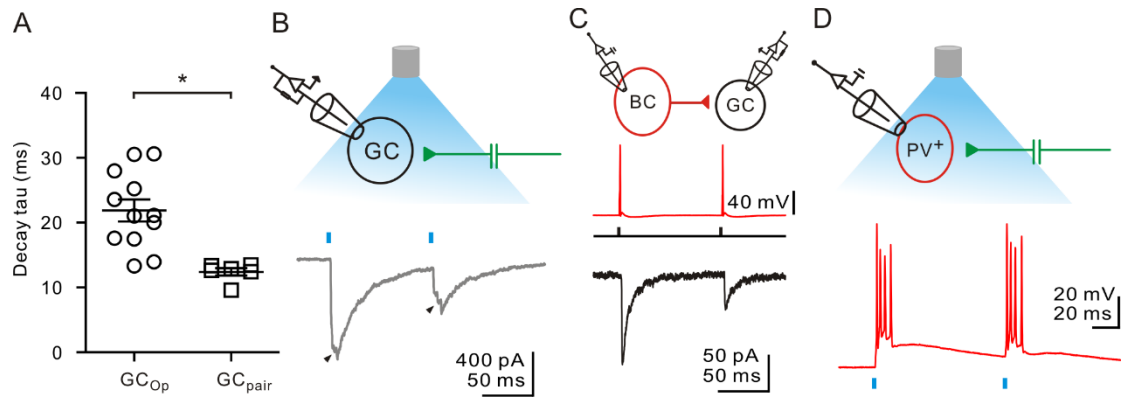 A
B
C
D
*
Decay tau (ms)
40
30
20
10
0
GCOp
GCpair
GC
400 pA
50 ms
BC
GC
40 mV
50 pA
50 ms
PV+
20 mV
20 ms